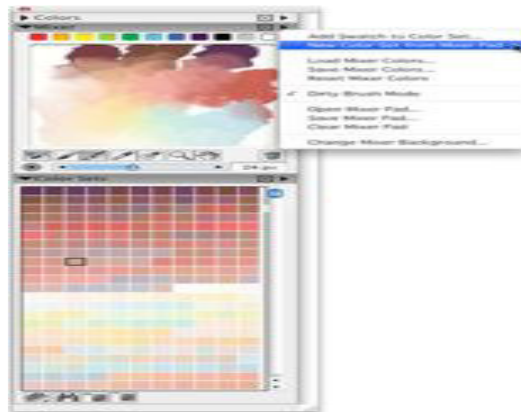 Colors
Mixer
Add Swatch to Color Set...
New Color Set from Mixer Pad
Load Mixer Colors...
Save Mixer Colors...
Reset Mixer Colors
✓ Dirty Brush Mode
Open Mixer Pad...
Save Mixer Pad...
Clear Mixer Pad
Change Mixer Background...
Color Sets